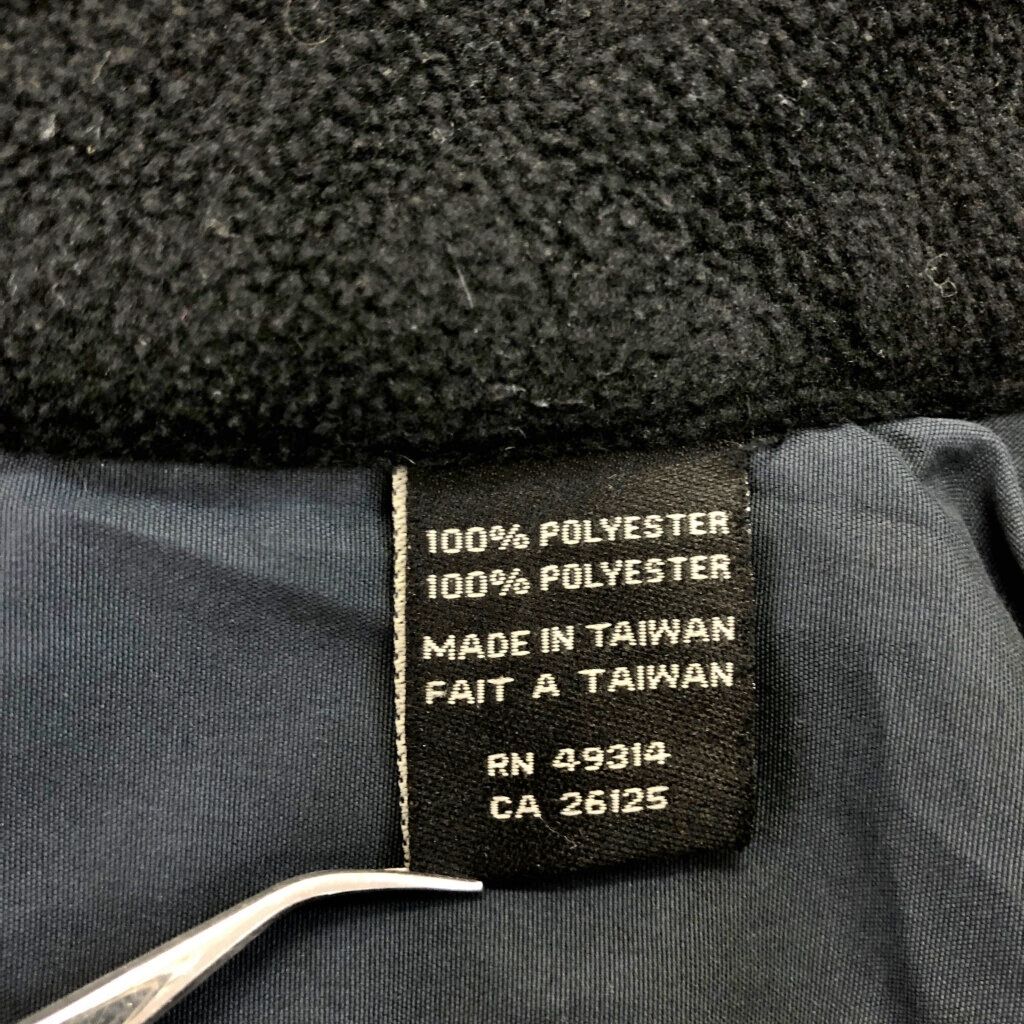 100% POLYESTER
100% POLYESTER
MADE IN TAIWAN
FAIT A TAIWAN
RN 49314
CA 26125